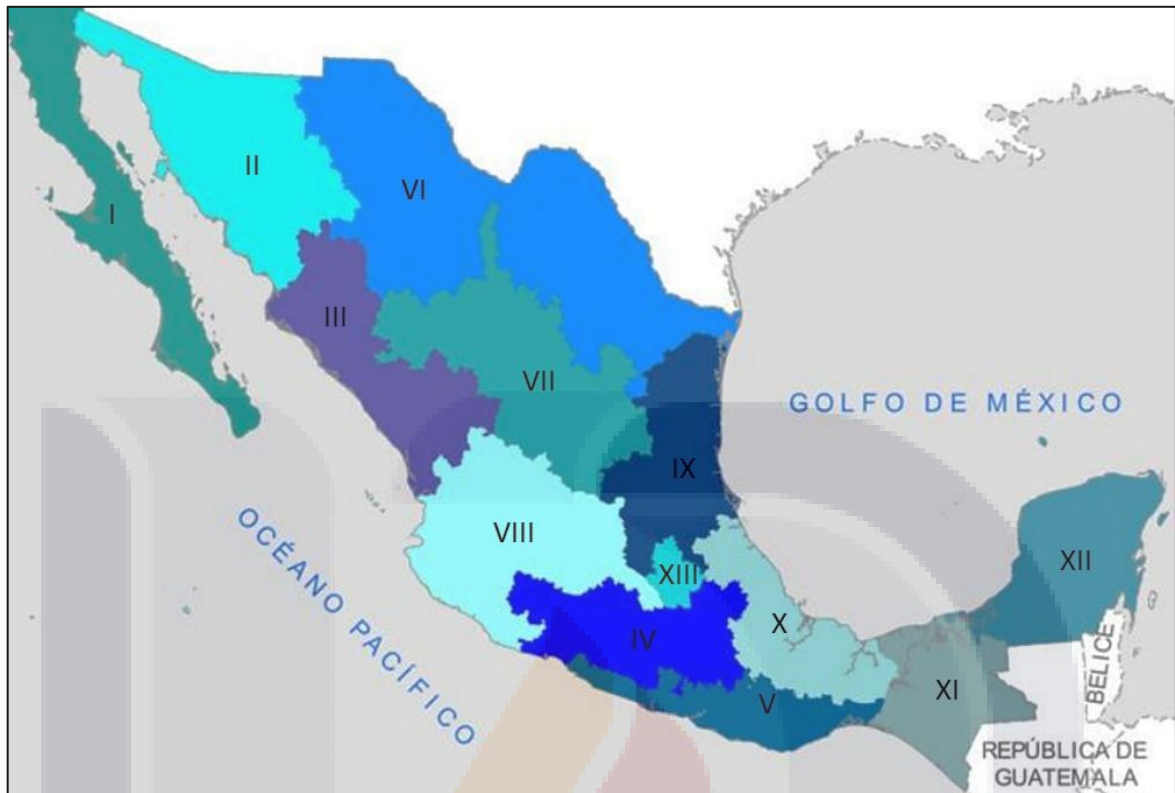 I
II
VI
III
VII
GOLFO DE MÉXICO
IX
OCÉANO PACÍFICO
VIII
XIII
XII
IV
X
V
XI
BELICE
REPÚBLICA DE
GUATEMALA